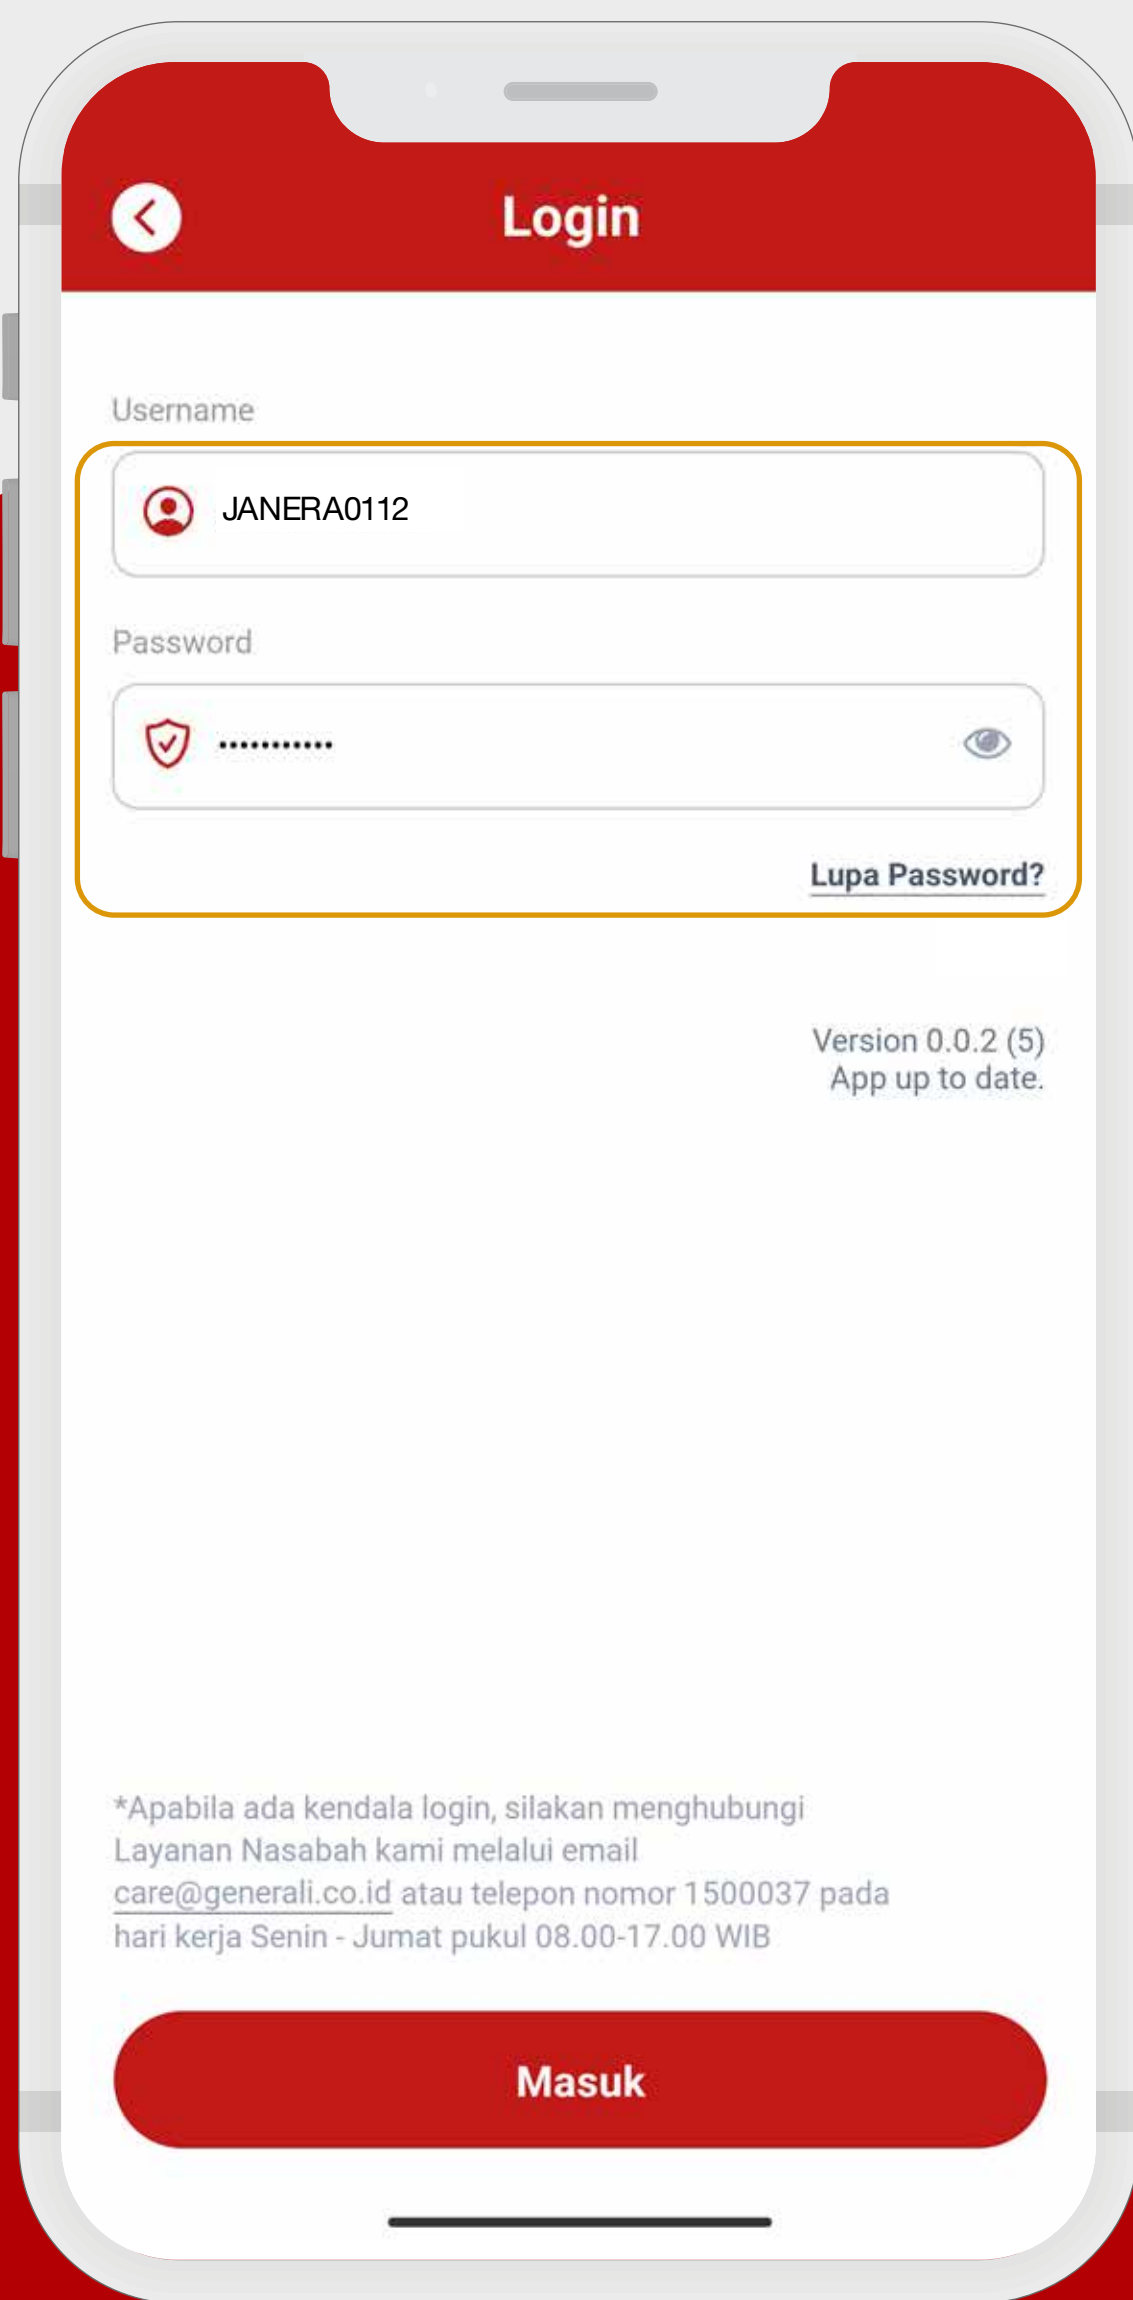 Login
Username
JANERA0112
Password
•••••••••••
Lupa Password?
Version 0.0.2 (5)
App up to date.
*Apabila ada kendala login, silakan menghubungi
Layanan Nasabah kami melalui email
care@generali.co.id atau telepon nomor 1500037 pada
hari kerja Senin - Jumat pukul 08.00-17.00 WIB
Masuk